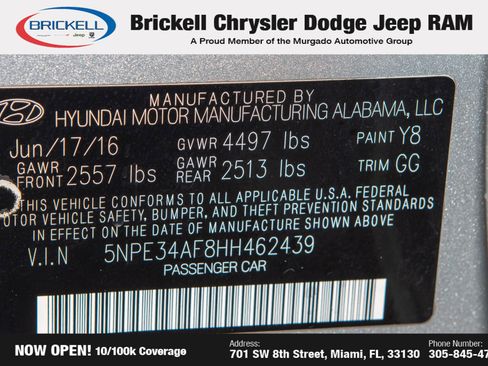 BRICKELL
Jeep
Brickell Chrysler Dodge Jeep RAM
A Proud Member of the Murgado Automotive Group
MANUFACTURED BY
HYUNDAI MOTOR MANUFACTURING ALABAMA, LLC
Jun/17/16 GVWR 4497 lbs PAINT Y8
GAWR FRONT 2557 lbs GAWR REAR 2513 lbs TRIM GG
THIS VEHICLE CONFORMS TO ALL APPLICABLE U.S.A. FEDERAL
MOTOR VEHICLE SAFETY, BUMPER, AND THEFT PREVENTION STANDARDS
IN EFFECT ON THE DATE OF MANUFACTURE SHOWN ABOVE
V.I.N 5NPE34AF8HH462439
PASSENGER CAR
NOW OPEN! 10/100k Coverage
Address:
701 SW 8th Street, Miami, FL, 33130
Phone Number:
305-845-47